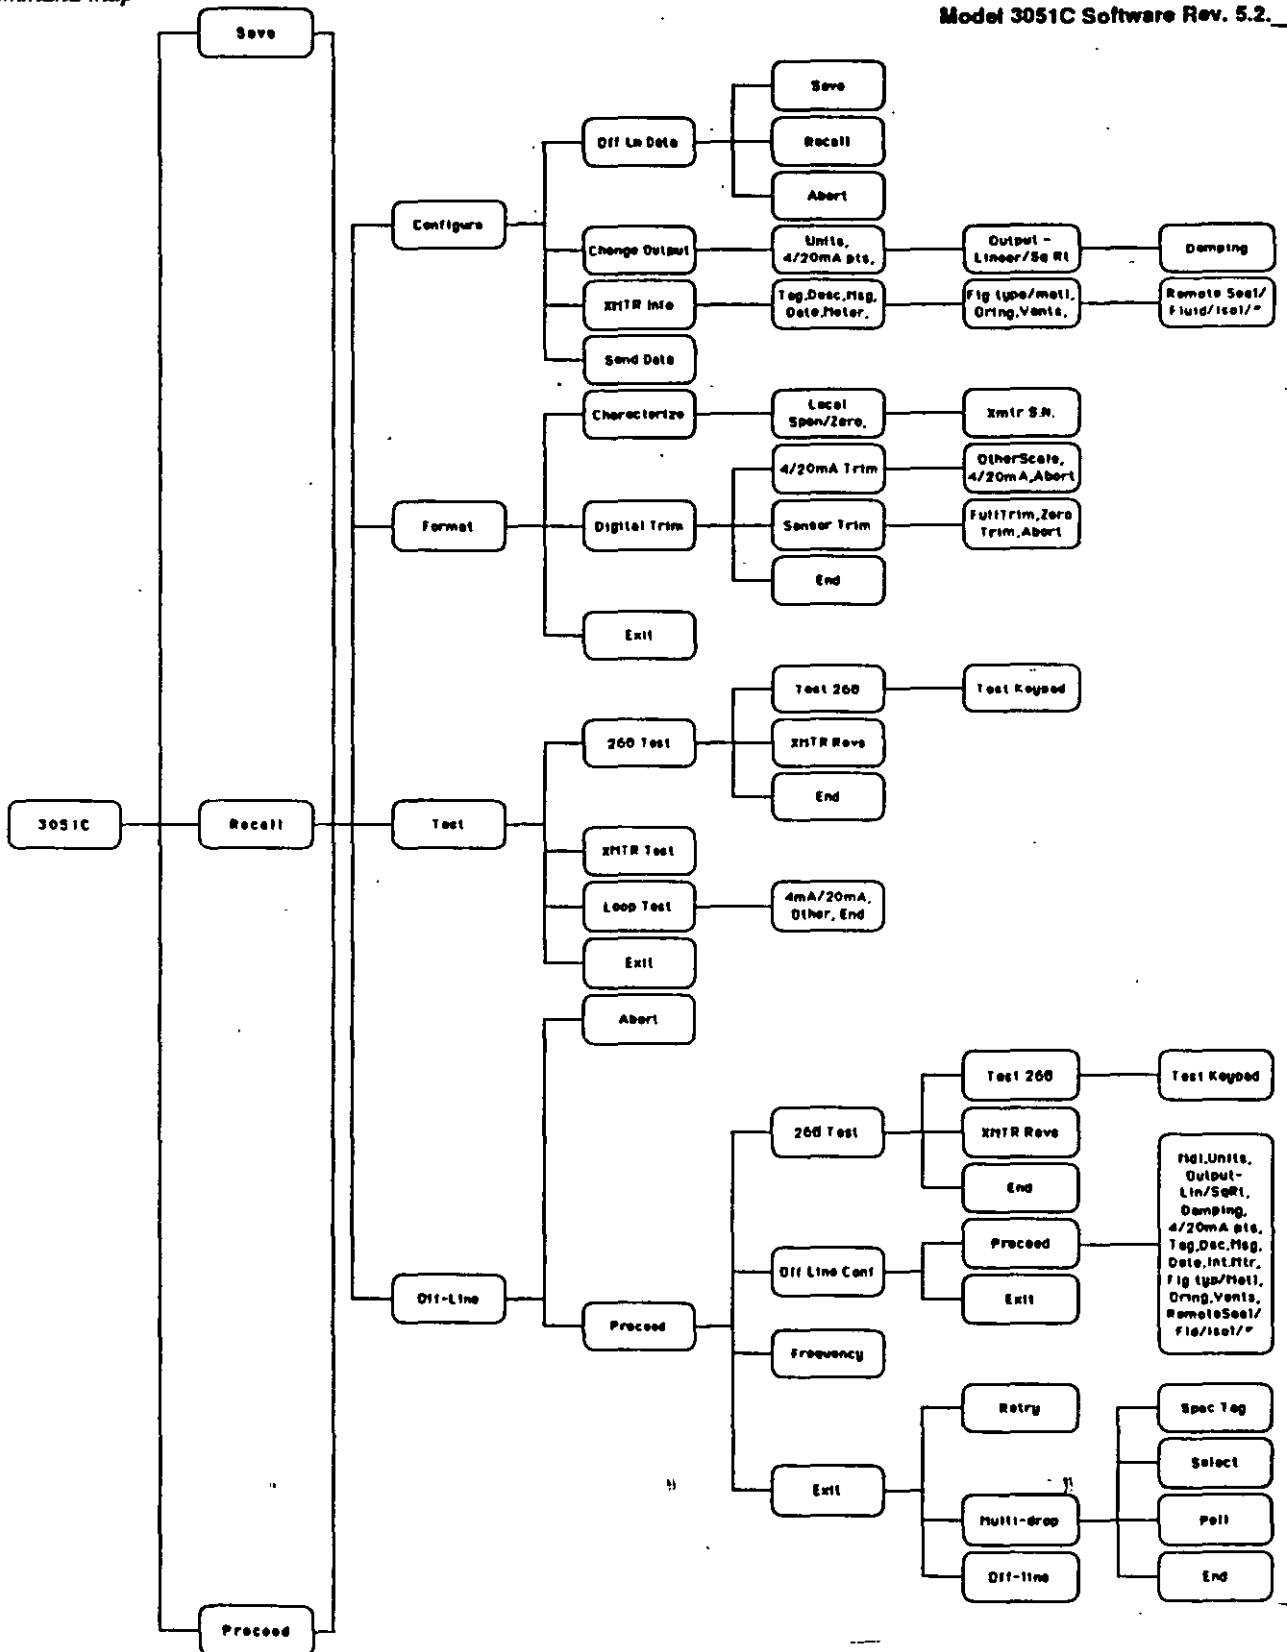 Map
Model 3051C Software Rev. 5.2._
Save
Save
Off Ln Data
Recall
Abort
Configure
Change Output
Units,
4/20mA pts,
Output -
Linear/Sq Rt
Damping
XMTR Info
Tag,Desc,Msg,
Date,Meter,
Flg type/matl,
Oring,Vents,
Remote Seal/
Fluid/Isol/#
Send Data
Characterize
Local
Span/Zero,
Xmtr S.N.
4/20mA Trim
OtherScale,
4/20mA,Abort
Format
Digital Trim
Sensor Trim
FullTrim,Zero
Trim,Abort
End
Exit
Test 268
Test Keypad
268 Test
XMTR Revs
End
3051C
Recall
Test
XMTR Test
Loop Test
4mA/20mA,
Other, End
Exit
Abort
Test 268
Test Keypad
268 Test
XMTR Revs
End
Mdl,Units,
Output-
Lin/SqRt,
Damping,
4/20mA pts,
Tag,Dsc,Msg,
Date,Int.Mtr,
Flg typ/Matl,
Oring,Vents,
RemoteSeal/
Fld/Isol/#
Proceed
Off Line Conf
Exit
Off-Line
Proceed
Frequency
Retry
Spec Tag
Select
Exit
Multi-drop
Poll
Off-line
End
Proceed